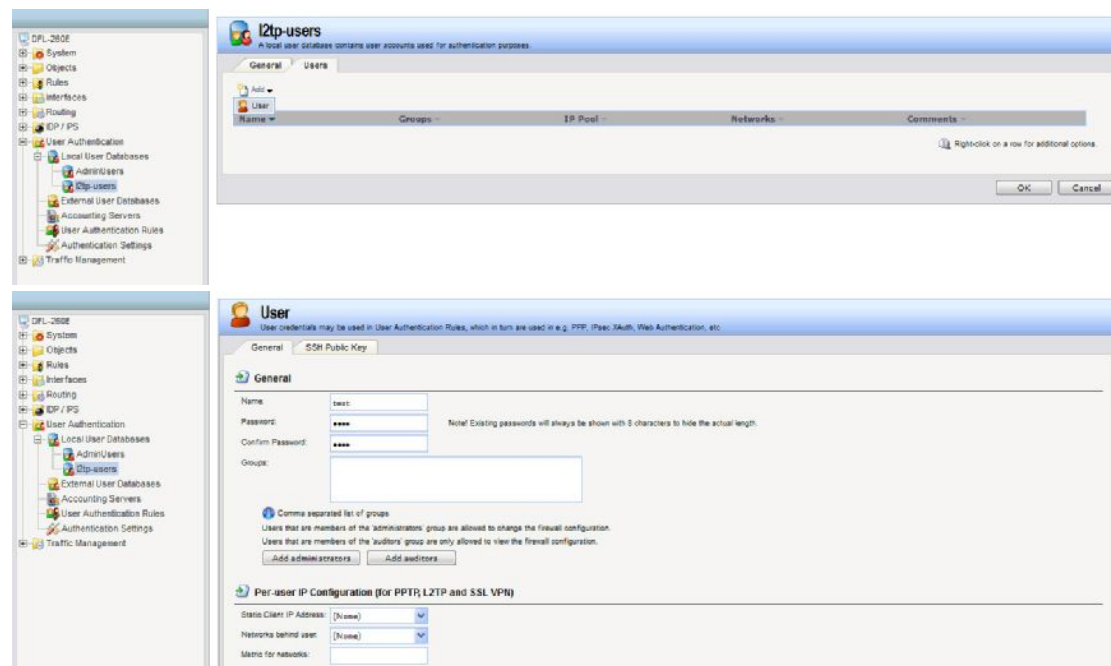 l2tp-users
A local user database contains user accounts used for authentication purposes.
DFL-260E
System
Objects
Rules
Interfaces
Routing
IDP / IPS
User Authentication
Local User Databases
AdminUsers
l2tp-users
External User Databases
Accounting Servers
User Authentication Rules
Authentication Settings
Traffic Management
General Users
Add
User
Name Groups IP Pool Networks Comments
Right-click on a row for additional options.
OK Cancel
User
User credentials may be used in User Authentication Rules, which in turn are used in e.g. PPP, IPsec XAuth, Web Authentication, etc
DFL-260E
System
Objects
Rules
Interfaces
Routing
IDP / IPS
User Authentication
Local User Databases
AdminUsers
l2tp-users
External User Databases
Accounting Servers
User Authentication Rules
Authentication Settings
Traffic Management
General SSH Public Key
General
Name: test
Password: •••• Note! Existing passwords will always be shown with 8 characters to hide the actual length.
Confirm Password: ••••
Groups:
Comma separated list of groups
Users that are members of the 'administrators' group are allowed to change the firewall configuration.
Users that are members of the 'auditors' group are only allowed to view the firewall configuration.
Add administrators Add auditors
Per-user IP Configuration (for PPTP, L2TP and SSL VPN)
Static Client IP Address: (None)
Networks behind user: (None)
Metric for networks: